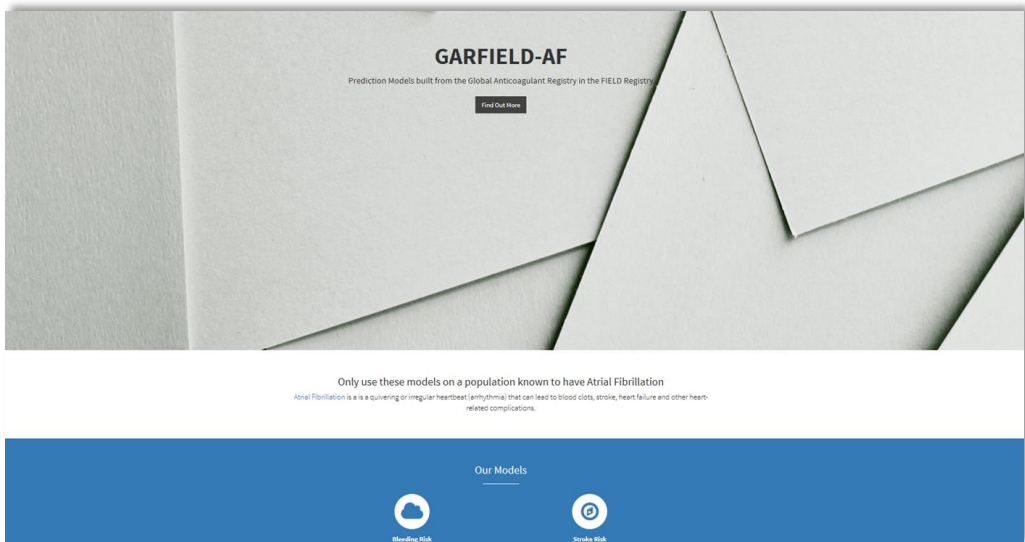 GARFIELD-AF
Prediction Models built from the Global Anticoagulant Registry in the FIELD Registry
Find Out More
Only use these models on a population known to have Atrial Fibrillation
Atrial Fibrillation is a is a quivering or irregular heartbeat (arrhythmia) that can lead to blood clots, stroke, heart failure and other heart-
related complications.
Our Models
Bleeding Risk
Stroke Risk